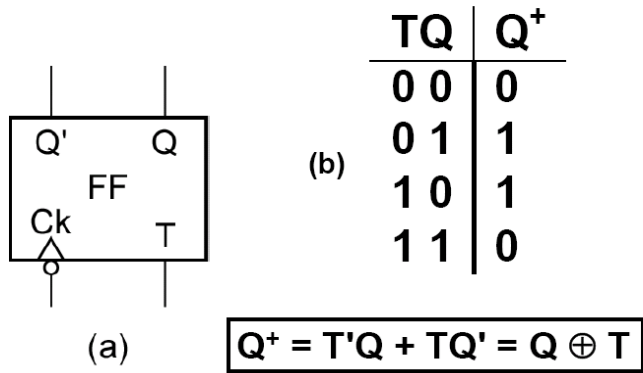 Q' Q
FF
Ck
T
(a)
(b)
TQ Q⁺
0 0 0
0 1 1
1 0 1
1 1 0
Q⁺ = T'Q + TQ' = Q ⊕ T